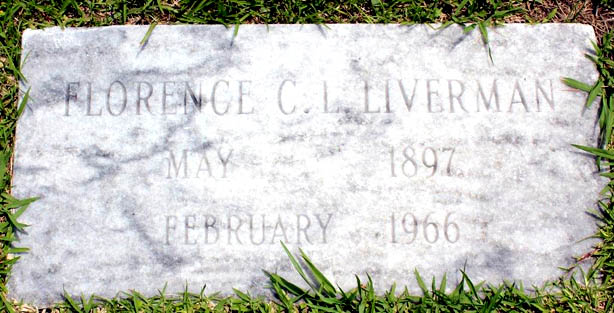 FLORENCE C. L. LIVERMAN
MAY 1897
FEBRUARY 1966